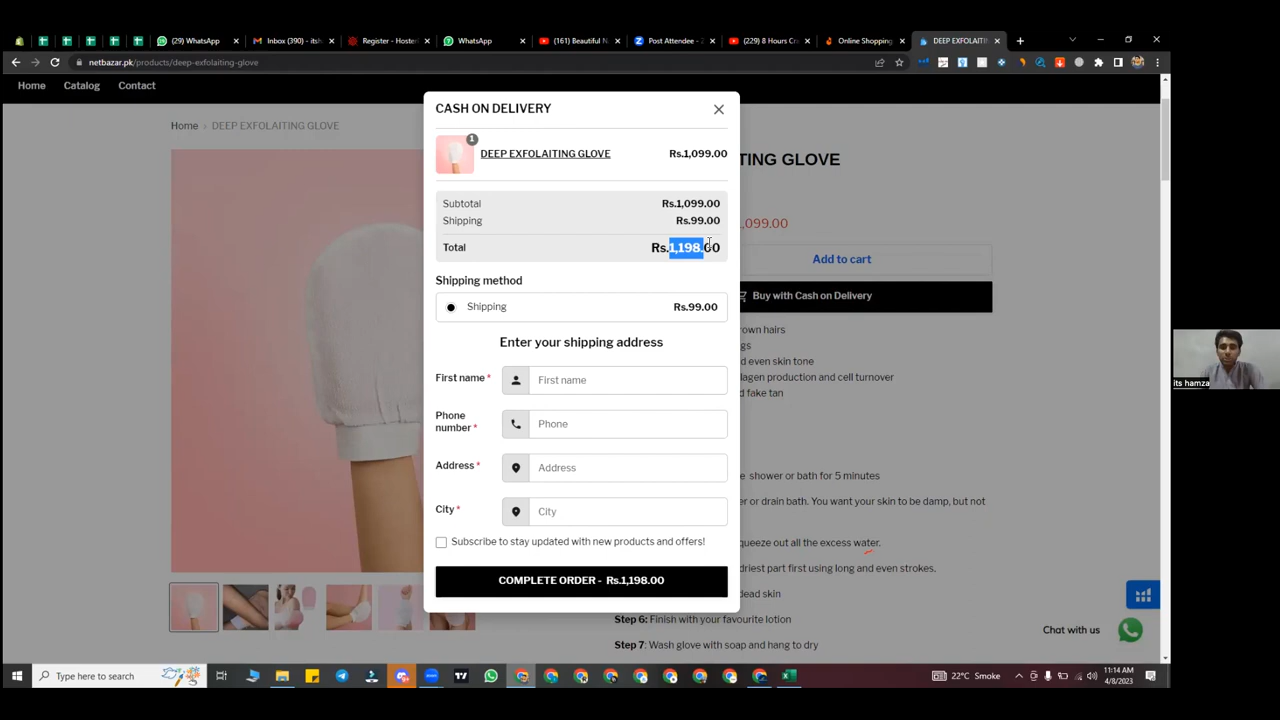 (29) WhatsApp
Inbox (390) - itsh
Register - Hoster
WhatsApp
(161) Beautiful N
Post Attendee - Z
(229) 8 Hours Cr
Online Shopping
DEEP EXFOLAITIN
netbazar.pk/products/deep-exfolaiting-glove
Home Catalog Contact
Home › DEEP EXFOLAITING GLOVE
CASH ON DELIVERY
1
DEEP EXFOLAITING GLOVE Rs.1,099.00
Subtotal Rs.1,099.00
Shipping Rs.99.00
Total Rs.1,198.00
Shipping method
Shipping Rs.99.00
Enter your shipping address
First name * First name
Phone number * Phone
Address * Address
City * City
Subscribe to stay updated with new products and offers!
COMPLETE ORDER - Rs.1,198.00
AITING GLOVE
,099.00
Add to cart
Buy with Cash on Delivery
rown hairs
gs
d even skin tone
lagen production and cell turnover
nd fake tan
e shower or bath for 5 minutes
er or drain bath. You want your skin to be damp, but not
queeze out all the excess water.
driest part first using long and even strokes.
dead skin
Step 6: Finish with your favourite lotion
Step 7: Wash glove with soap and hang to dry
Chat with us
its hamza
Type here to search
22°C Smoke
11:14 AM
4/8/2023